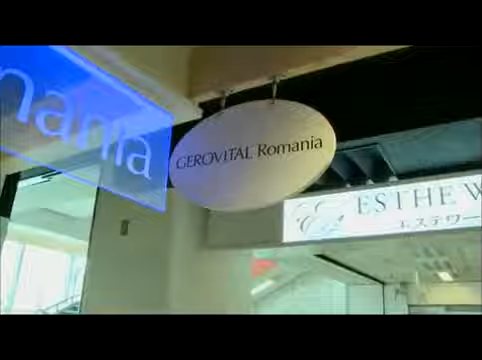 mania
GEROVITAL Romania
ESTHE W
エステワー